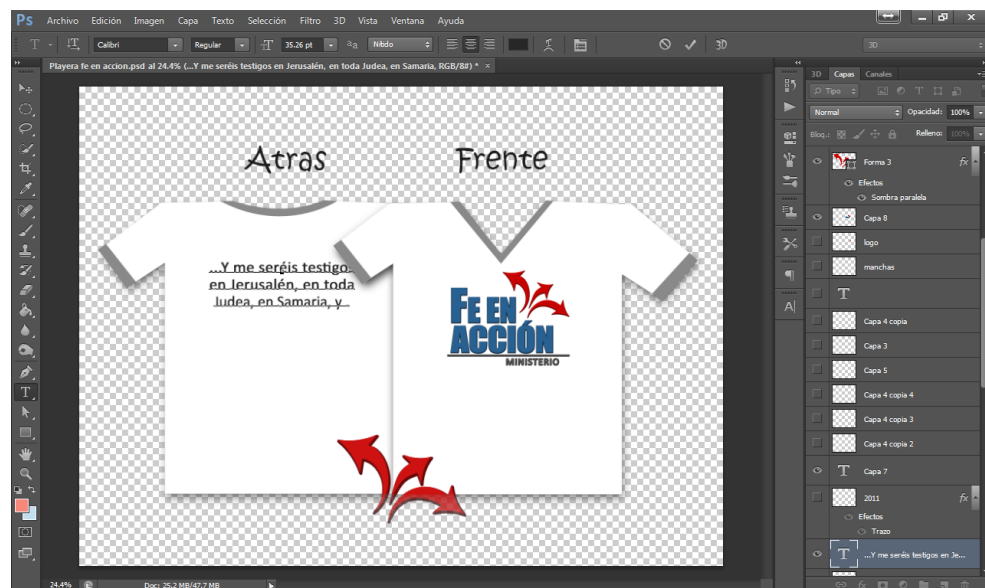 Ps Archivo Edición Imagen Capa Texto Selección Filtro 3D Vista Ventana Ayuda
T Calibri Regular 35.26 pt Nítido 3D 3D
Playera fe en accion.psd al 24.4% (...Y me seréis testigos en Jerusalén, en toda Judea, en Samaria, RGB/8#) * ×
Atras
Frente
...Y me seréis testigos
en Jerusalén, en toda
Judea, en Samaria, y
FE EN
ACCIÓN
MINISTERIO
3D Capas Canales
Tipo
Normal Opacidad: 100%
Bloq.: Relleno: 100%
Forma 3 fx
Efectos
Sombra paralela
Capa 8
logo
manchas
T
Capa 4 copia
Capa 3
Capa 5
Capa 4 copia 4
Capa 4 copia 3
Capa 4 copia 2
T Capa 7
2011 fx
Efectos
Trazo
T ...Y me seréis testigos en Je...
24.4% Doc: 25.2 MB/47.7 MB